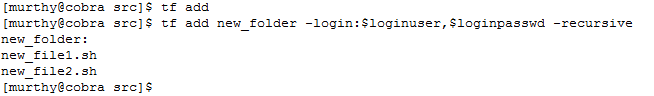 [murthy@cobra src]$ tf add
[murthy@cobra src]$ tf add new_folder -login:$loginuser,$loginpasswd -recursive
new_folder:
new_file1.sh
new_file2.sh
[murthy@cobra src]$